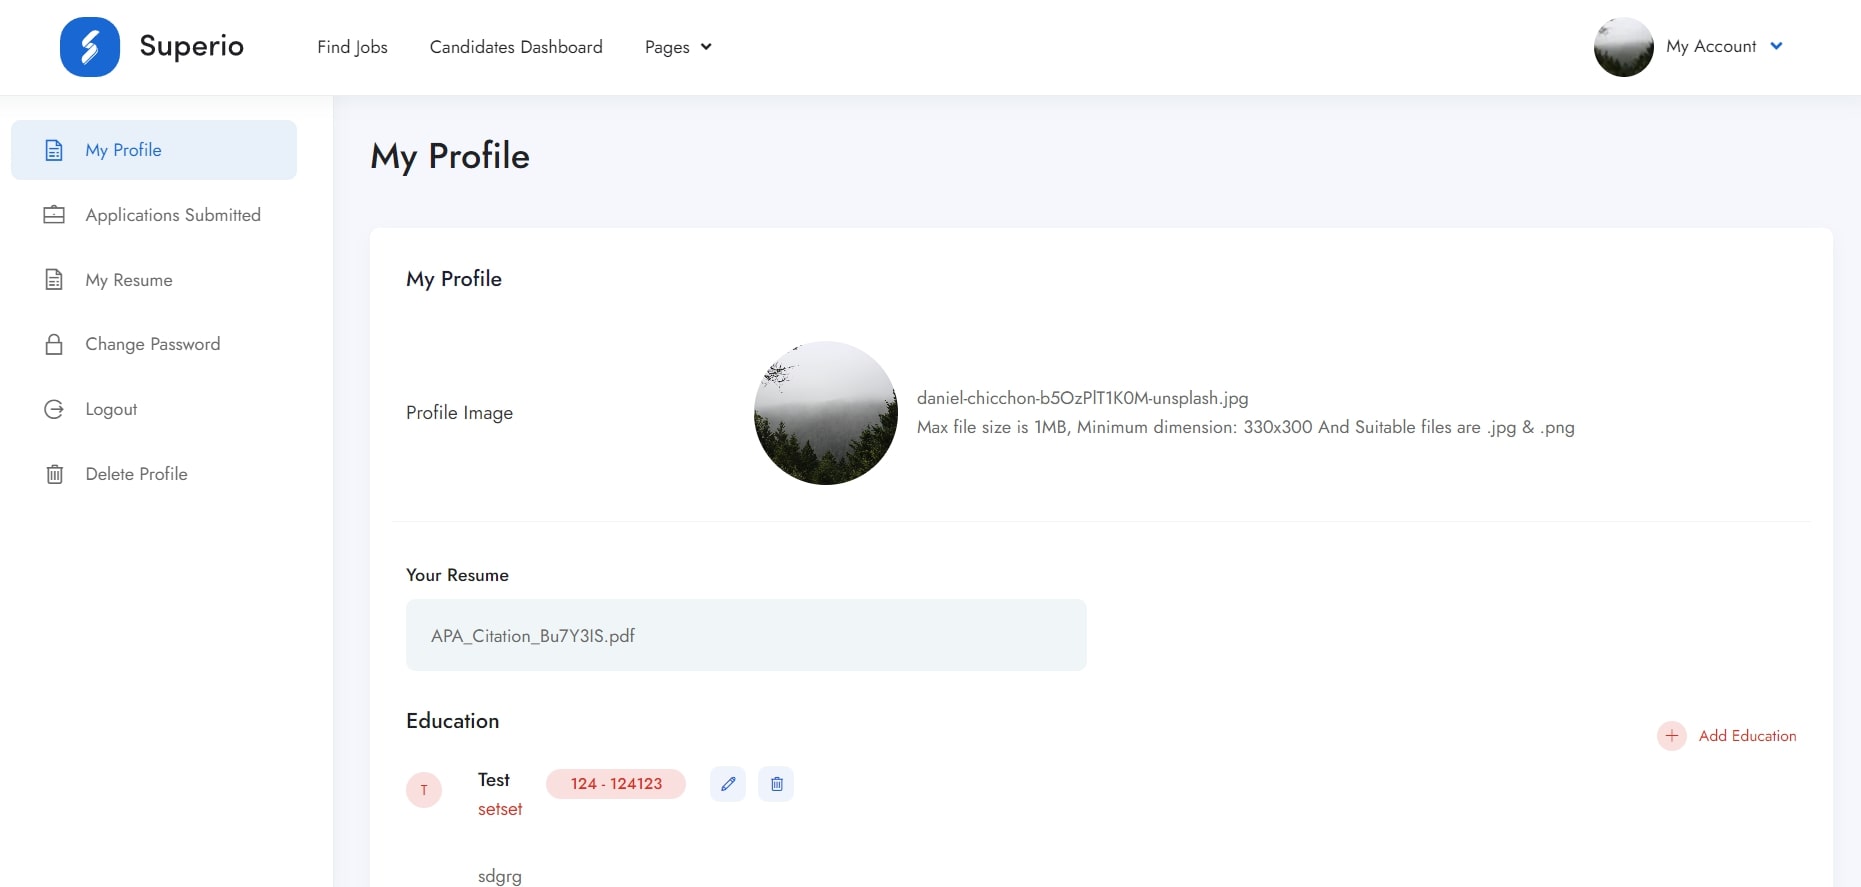 Superio
Find Jobs
Candidates Dashboard
Pages
My Account
My Profile
Applications Submitted
My Resume
Change Password
Logout
Delete Profile
My Profile
My Profile
Profile Image
daniel-chicchon-b5OzPlT1K0M-unsplash.jpg
Max file size is 1MB, Minimum dimension: 330x300 And Suitable files are .jpg & .png
Your Resume
APA_Citation_Bu7Y3IS.pdf
Education
Add Education
T
Test
124 - 124123
setset
sdgrg